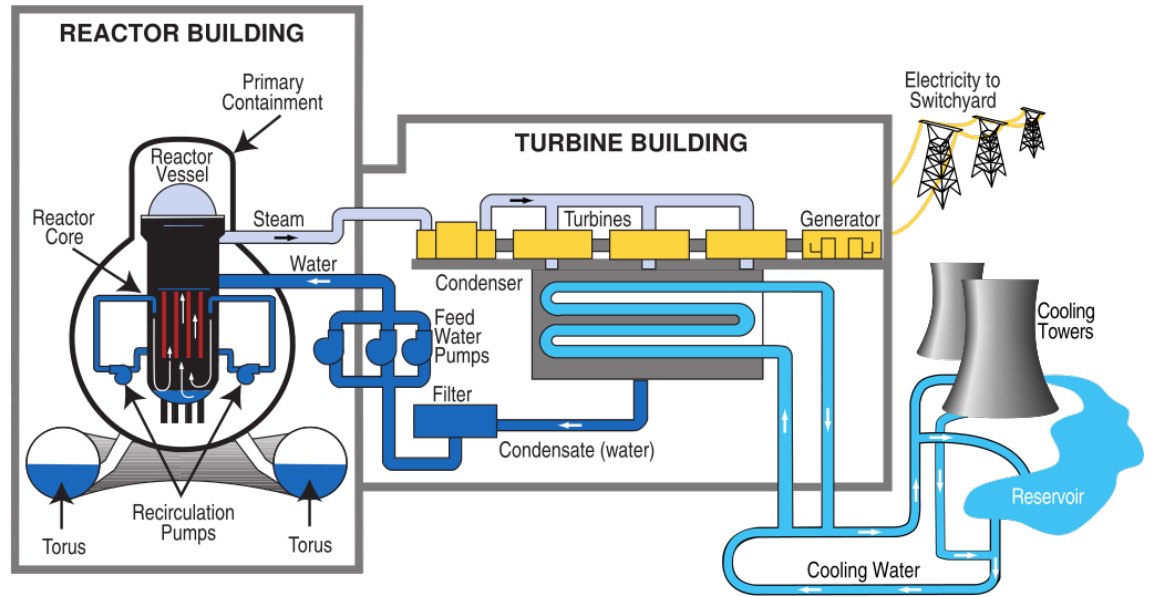 REACTOR BUILDING
Primary
Containment
Reactor
Vessel
Reactor
Core
Steam
Water
Recirculation
Pumps
Torus
Torus
TURBINE BUILDING
Turbines
Generator
Condenser
Feed
Water
Pumps
Filter
Condensate (water)
Electricity to
Switchyard
Cooling
Towers
Reservoir
Cooling Water